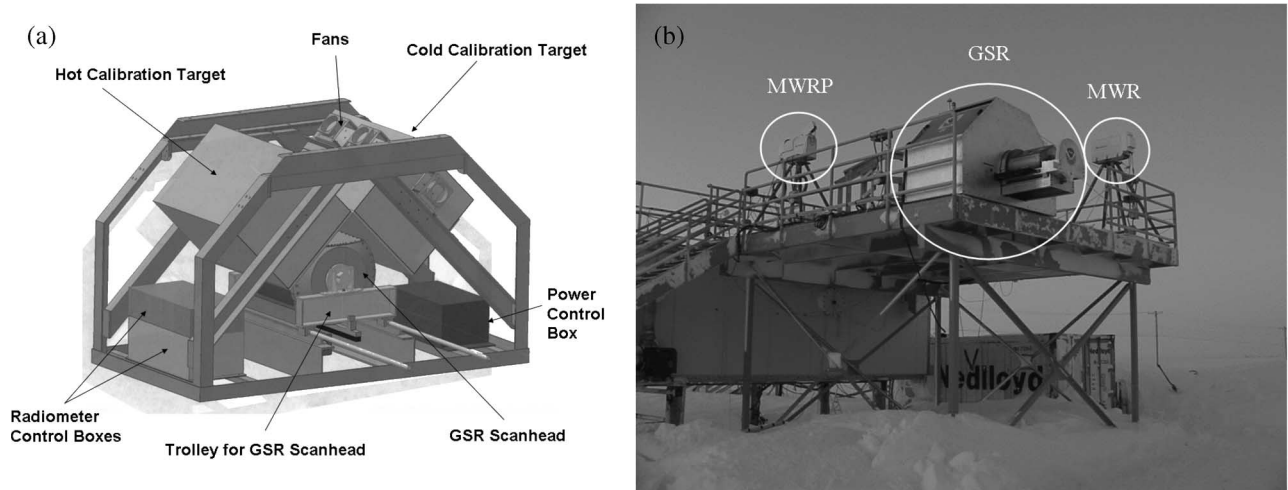 (a)
Fans
Cold Calibration Target
Hot Calibration Target
Power
Control
Box
Radiometer
Control Boxes
Trolley for GSR Scanhead
GSR Scanhead
(b)
GSR
MWRP
MWR
Nedlloyd